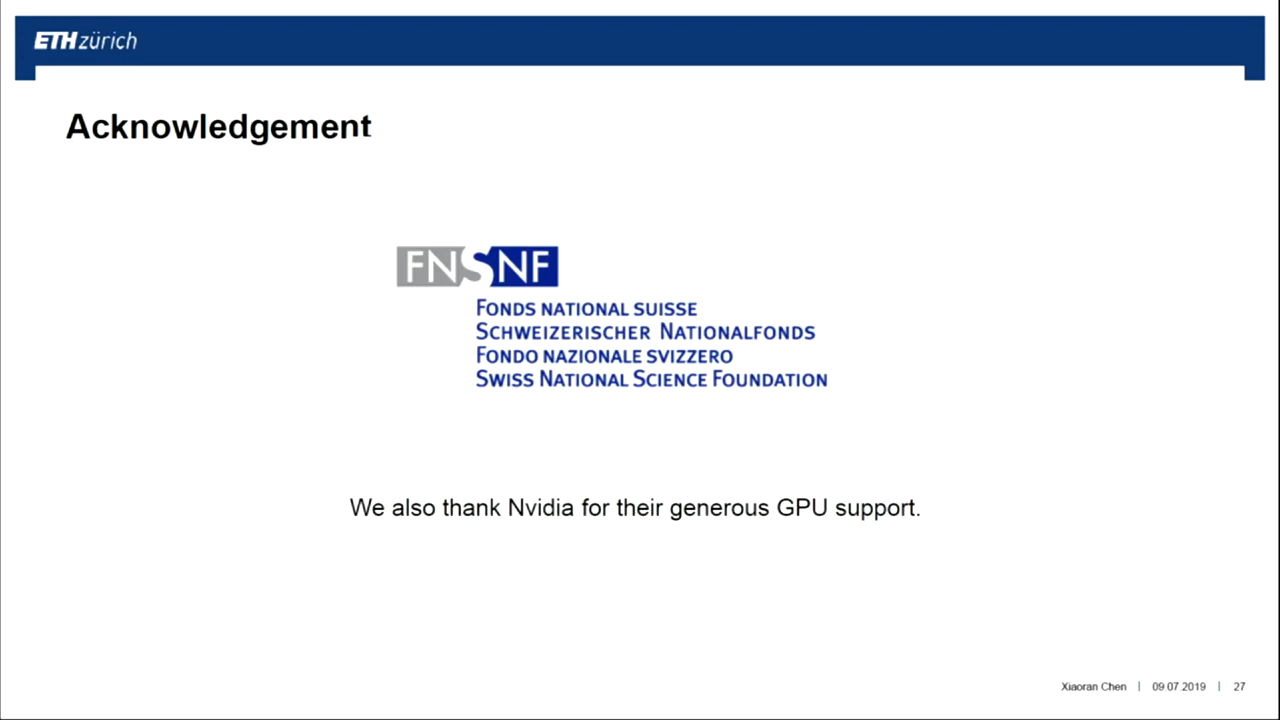 ETH zürich
Acknowledgement
FNSNF
FONDS NATIONAL SUISSE
SCHWEIZERISCHER NATIONALFONDS
FONDO NAZIONALE SVIZZERO
SWISS NATIONAL SCIENCE FOUNDATION
We also thank Nvidia for their generous GPU support.
Xiaoran Chen | 09.07.2019 | 27